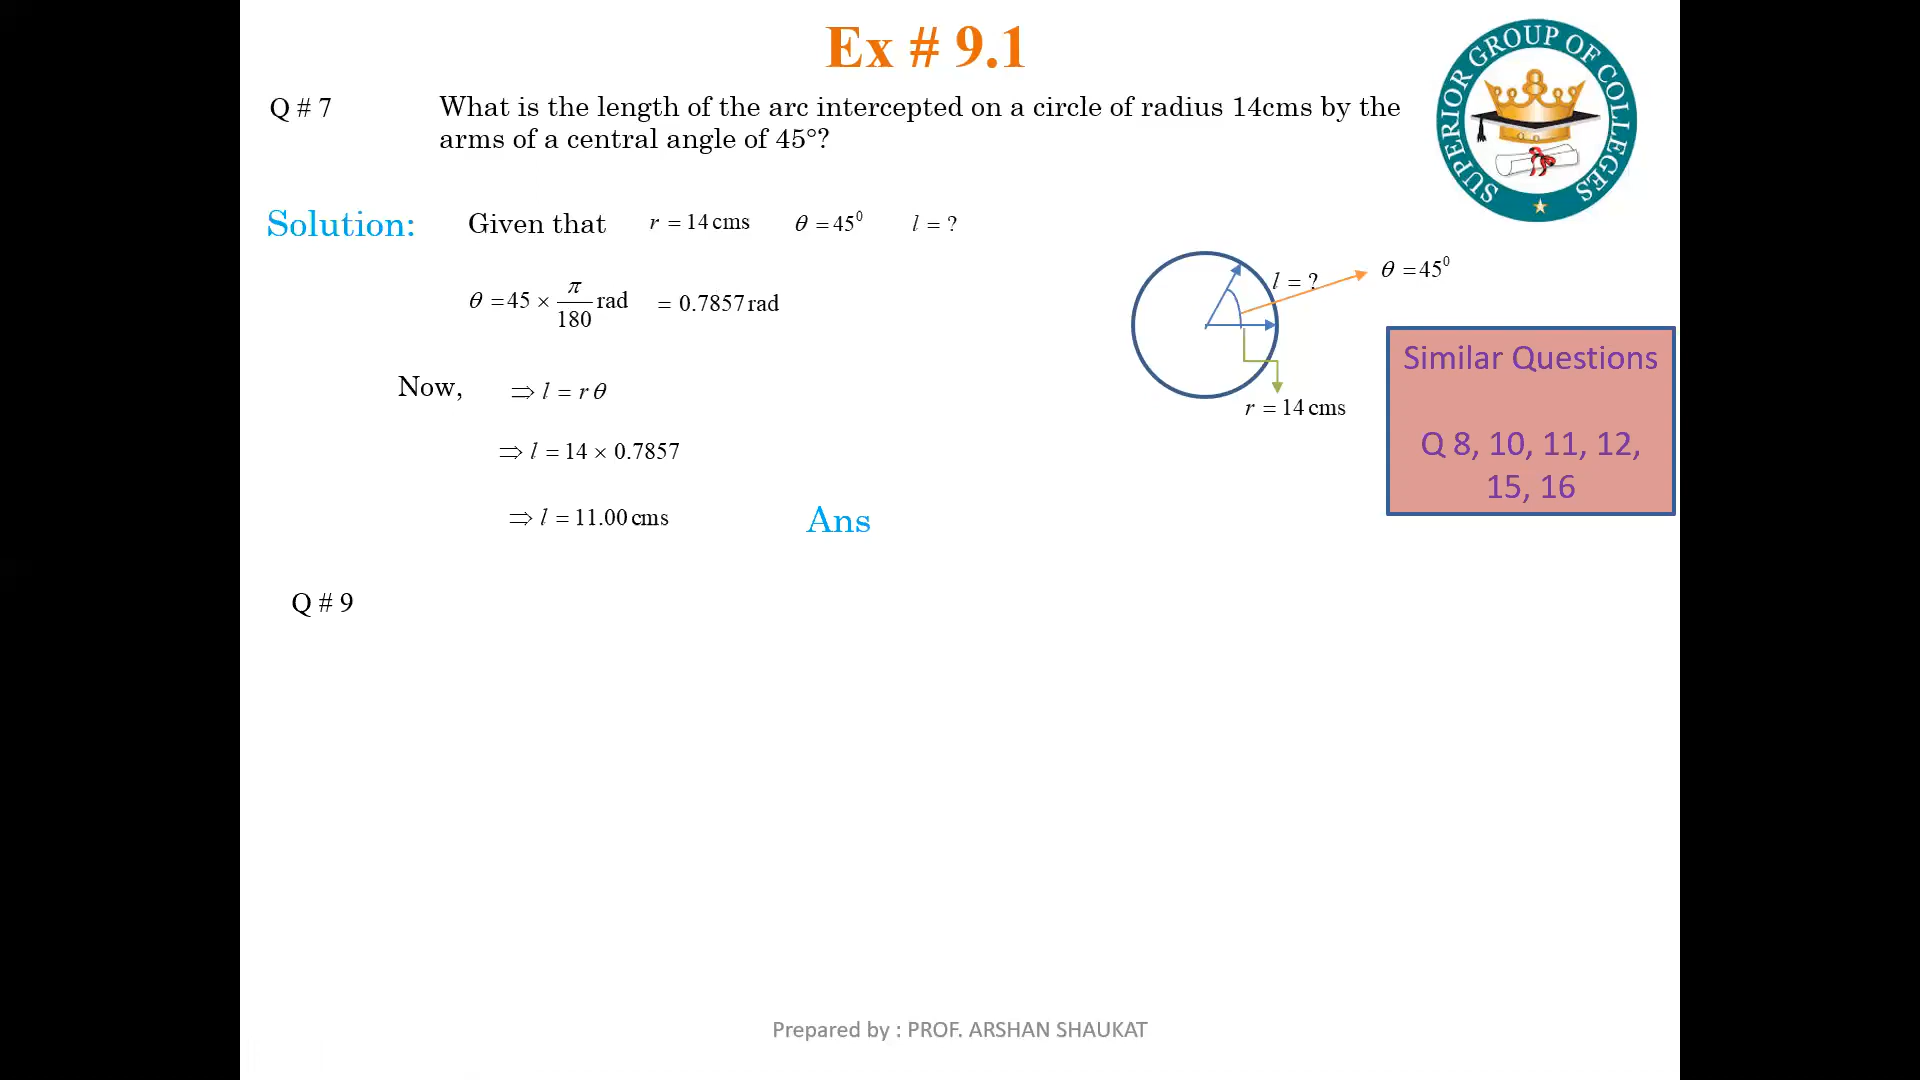 Ex # 9.1
SUPERIOR GROUP OF COLLEGES
Q # 7 What is the length of the arc intercepted on a circle of radius 14cms by the
arms of a central angle of 45°?
Solution: Given that r = 14 cms θ = 45⁰ l = ?
θ = 45 × π/180 rad = 0.7857 rad
l = ? θ = 45⁰
r = 14 cms
Now, ⇒ l = r θ
⇒ l = 14 × 0.7857
⇒ l = 11.00 cms Ans
Similar Questions
Q 8, 10, 11, 12,
15, 16
Q # 9
Prepared by : PROF. ARSHAN SHAUKAT